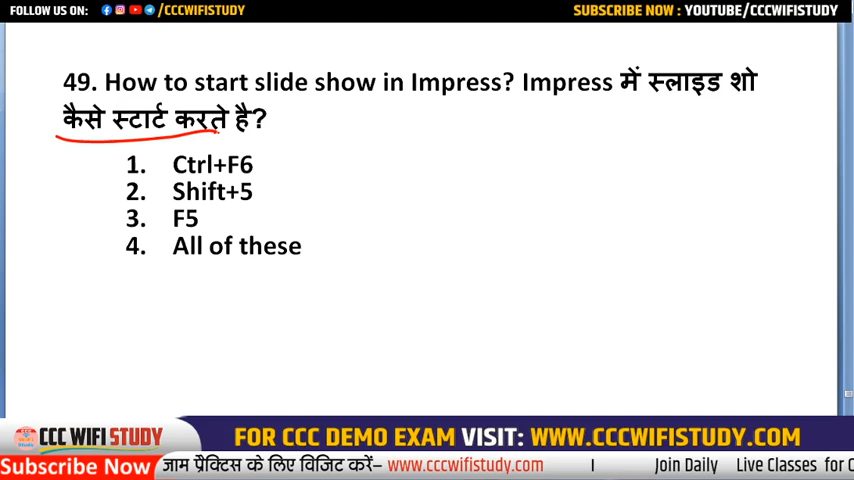 FOLLOW US ON: /CCCWIFISTUDY SUBSCRIBE NOW : YOUTUBE/CCCWIFISTUDY
49. How to start slide show in Impress? Impress में स्लाइड शो
कैसे स्टार्ट करते है?
1. Ctrl+F6
2. Shift+5
3. F5
4. All of these
CCC WIFI STUDY FOR CCC DEMO EXAM VISIT: WWW.CCCWIFISTUDY.COM
Subscribe Now जाम प्रैक्टिस के लिए विजिट करें– www.cccwifistudy.com I Join Daily Live Classes for C